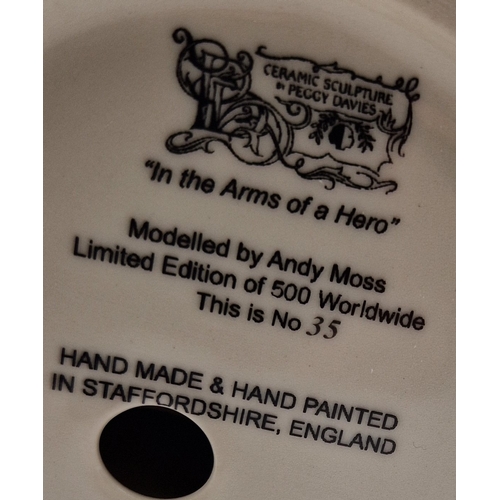 CERAMIC SCULPTURE
BY PEGGY DAVIES
"In the Arms of a Hero"
Modelled by Andy Moss
Limited Edition of 500 Worldwide
This is No 35
HAND MADE & HAND PAINTED
IN STAFFORDSHIRE, ENGLAND